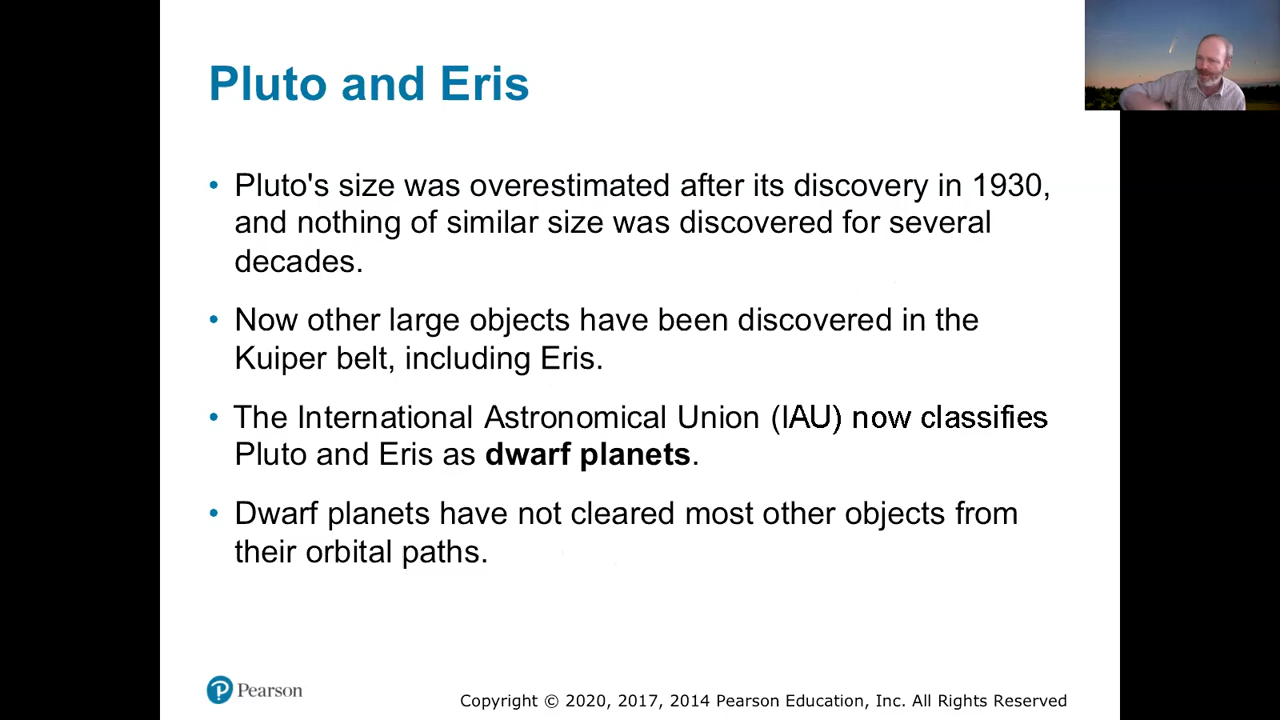 Pluto and Eris
• Pluto's size was overestimated after its discovery in 1930,
and nothing of similar size was discovered for several
decades.
• Now other large objects have been discovered in the
Kuiper belt, including Eris.
• The International Astronomical Union (IAU) now classifies
Pluto and Eris as dwarf planets.
• Dwarf planets have not cleared most other objects from
their orbital paths.
Pearson
Copyright © 2020, 2017, 2014 Pearson Education, Inc. All Rights Reserved